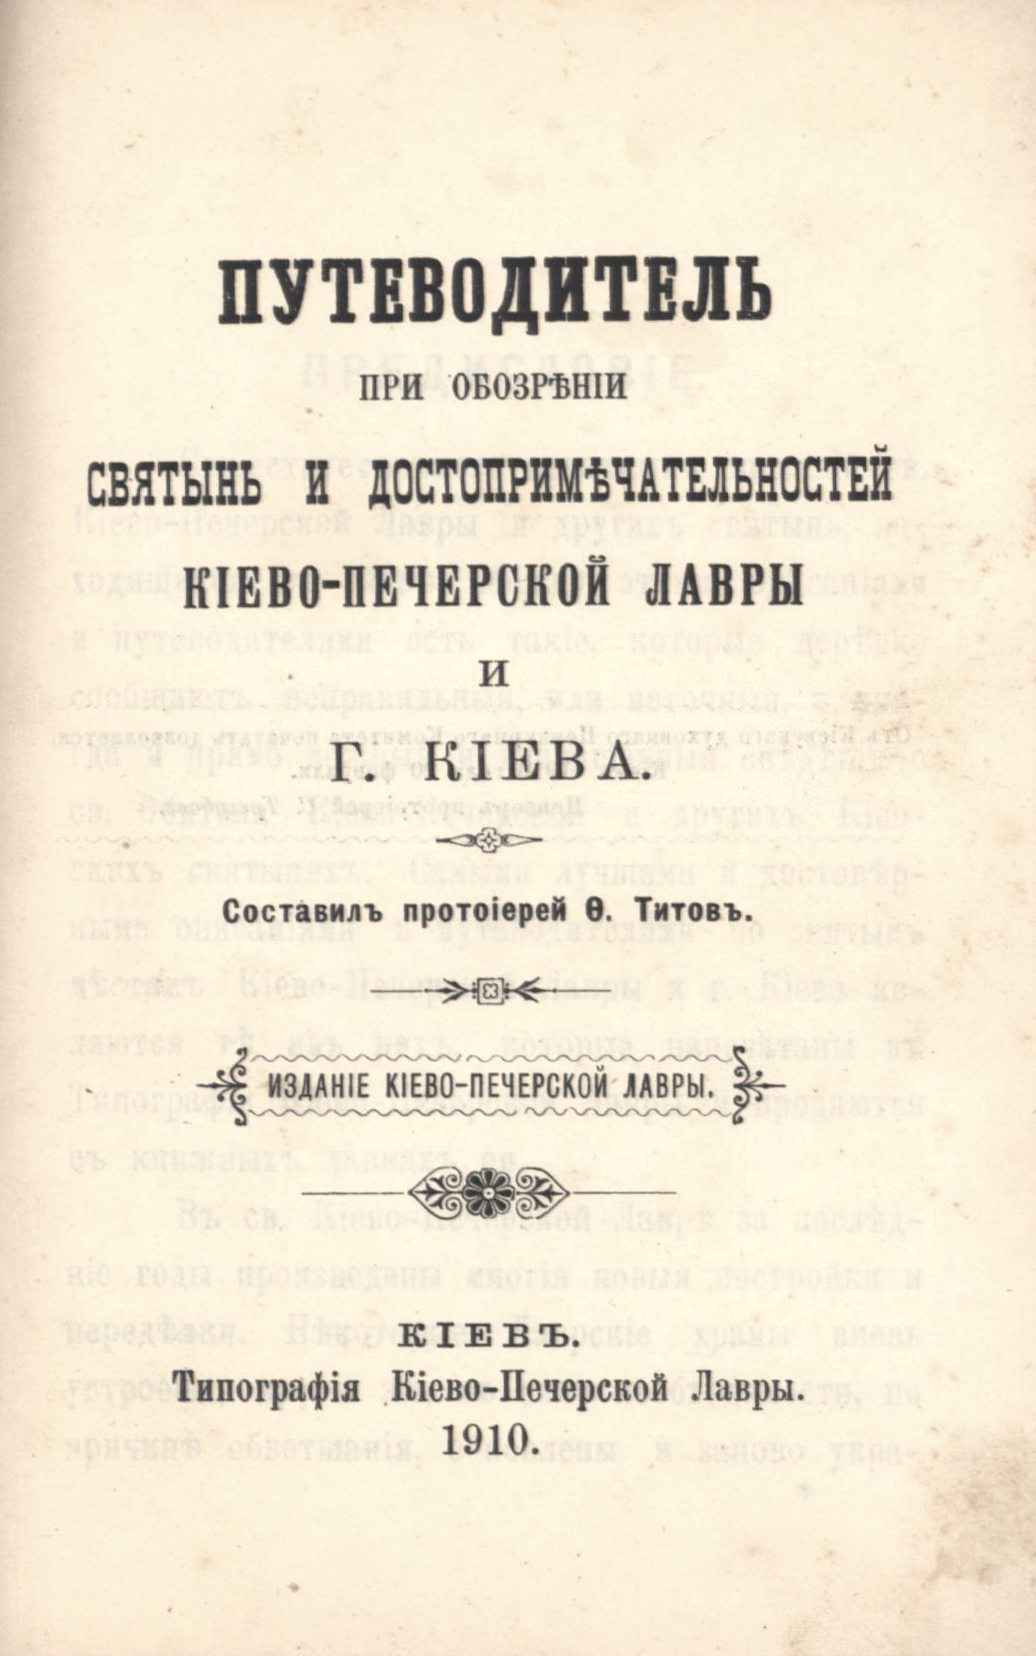 ПУТЕВОДИТЕЛЬ
ПРИ ОБОЗРѢНІИ
СВЯТЫНЬ И ДОСТОПРИМѢЧАТЕЛЬНОСТЕЙ
КІЕВО-ПЕЧЕРСКОЙ ЛАВРЫ
И
Г. КІЕВА.
Составилъ протоіерей Ѳ. Титовъ.
ИЗДАНІЕ КІЕВО-ПЕЧЕРСКОЙ ЛАВРЫ.
КІЕВЪ.
Типографія Кіево-Печерской Лавры.
1910.